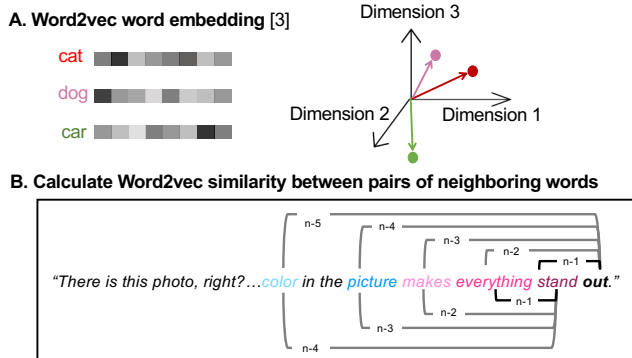 A. Word2vec word embedding [3]
cat
dog
car
Dimension 3
Dimension 2
Dimension 1
B. Calculate Word2vec similarity between pairs of neighboring words
n-5
n-4
n-3
n-2
n-1
“There is this photo, right?…color in the picture makes everything stand out.”
n-1
n-2
n-3
n-4